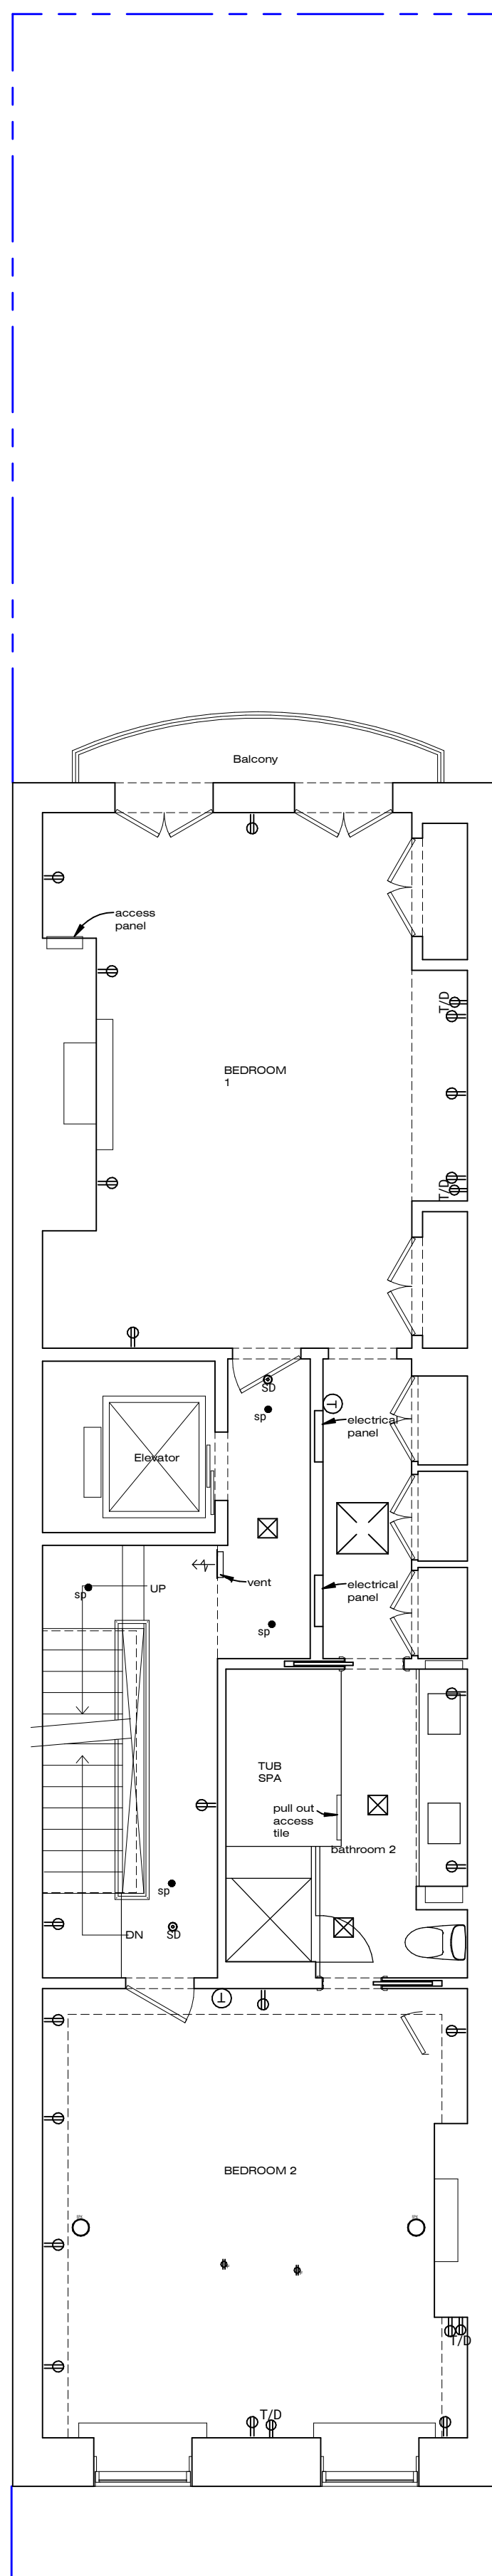 Balcony
access
panel
T/D
BEDROOM
1
T/D
SD
sp
T
electrical
panel
Elevator
vent
UP
sp
electrical
panel
sp
TUB
SPA
pull out
access
tile
bathroom 2
sp
DN
SD
T
BEDROOM 2
T/D
T/D